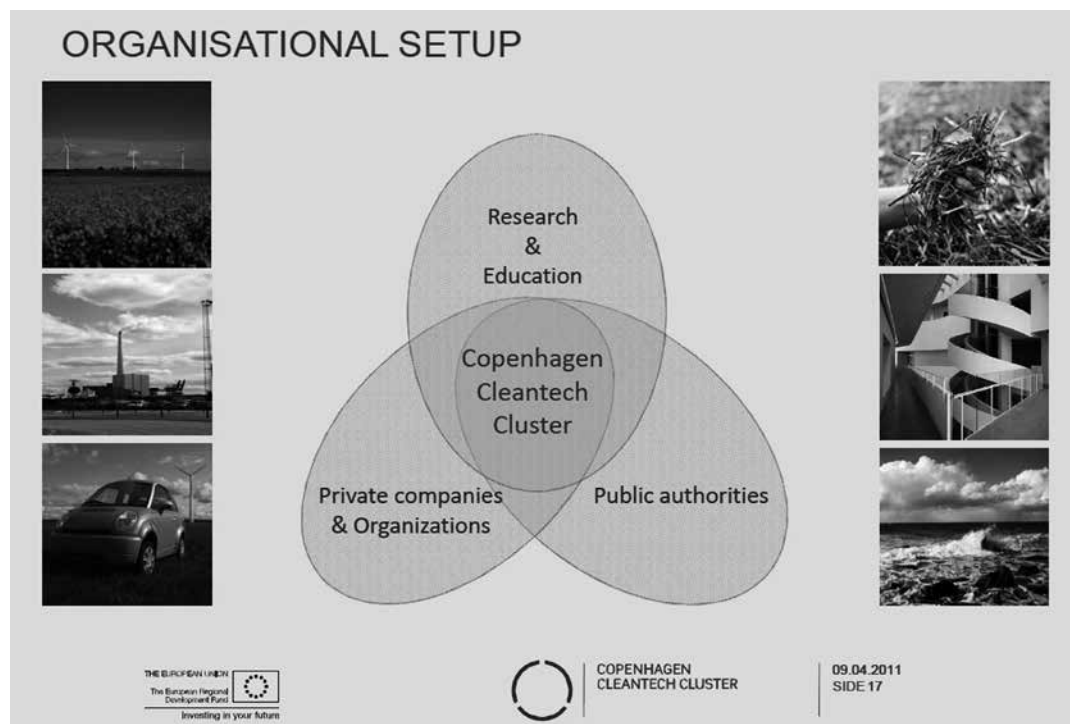 ORGANISATIONAL SETUP
Research
&
Education
Copenhagen
Cleantech
Cluster
Private companies
& Organizations
Public authorities
THE EUROPEAN UNION
The European Regional
Development Fund
Investing in your future
COPENHAGEN
CLEANTECH CLUSTER
09.04.2011
SIDE 17